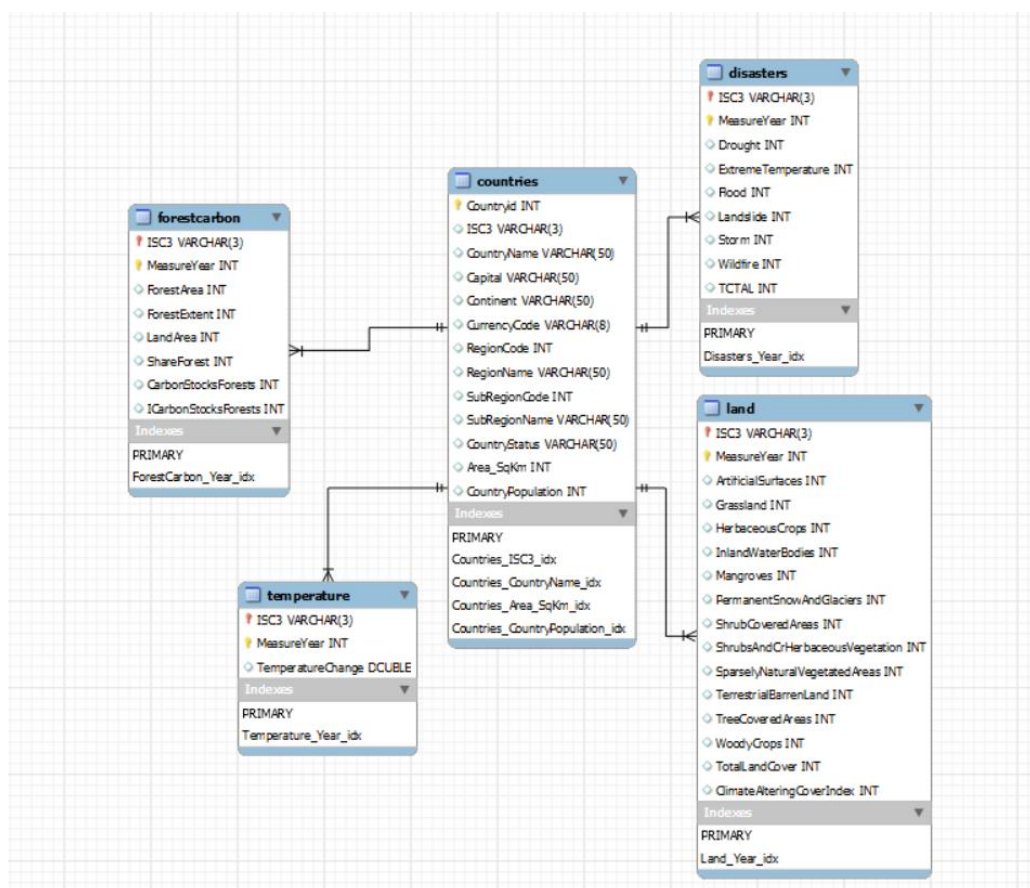 forestcarbon
ISC3 VARCHAR(3)
MeasureYear INT
ForestArea INT
ForestExtent INT
LandArea INT
ShareForest INT
CarbonStocksForests INT
ICarbonStocksForests INT
Indexes
PRIMARY
ForestCarbon_Year_idx
temperature
ISC3 VARCHAR(3)
MeasureYear INT
TemperatureChange DCUBLE
Indexes
PRIMARY
Temperature_Year_idx
countries
Countryid INT
ISC3 VARCHAR(3)
CountryName VARCHAR(50)
Capital VARCHAR(50)
Continent VARCHAR(50)
CurrencyCode VARCHAR(8)
RegionCode INT
RegionName VARCHAR(50)
SubRegionCode INT
SubRegionName VARCHAR(50)
CountryStatus VARCHAR(50)
Area_SqKm INT
CountryPopulation INT
Indexes
PRIMARY
Countries_ISC3_idx
Countries_CountryName_idx
Countries_Area_SqKm_idx
Countries_CountryPopulation_idx
disasters
ISC3 VARCHAR(3)
MeasureYear INT
Drought INT
ExtremeTemperature INT
Flood INT
Landslide INT
Storm INT
Wildfire INT
TCTAL INT
Indexes
PRIMARY
Disasters_Year_idx
land
ISC3 VARCHAR(3)
MeasureYear INT
ArtificialSurfaces INT
Grassland INT
HerbaceousCrops INT
InlandWaterBodies INT
Mangroves INT
PermanentSnowAndGlaciers INT
ShrubCoveredAreas INT
ShrubsAndCrHerbaceousVegetation INT
SparselyNaturalVegetatedAreas INT
TerrestrialBarrenLand INT
TreeCoveredAreas INT
WoodyCrops INT
TotalLandCover INT
ClimateAlteringCoverIndex INT
Indexes
PRIMARY
Land_Year_idx